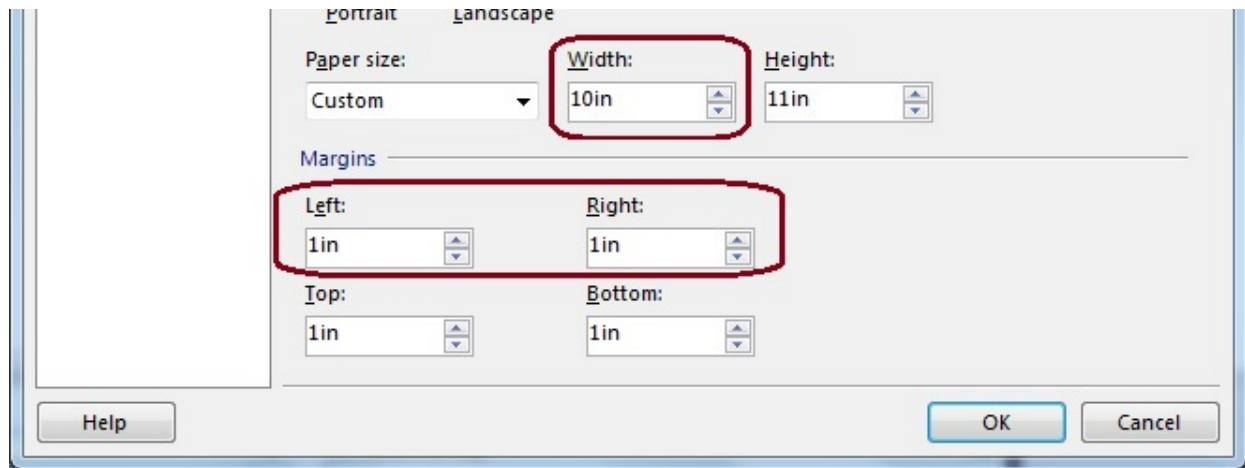 Portrait Landscape
Paper size: Width: Height:
Custom 10in 11in
Margins
Left: Right:
1in 1in
Top: Bottom:
1in 1in
Help OK Cancel